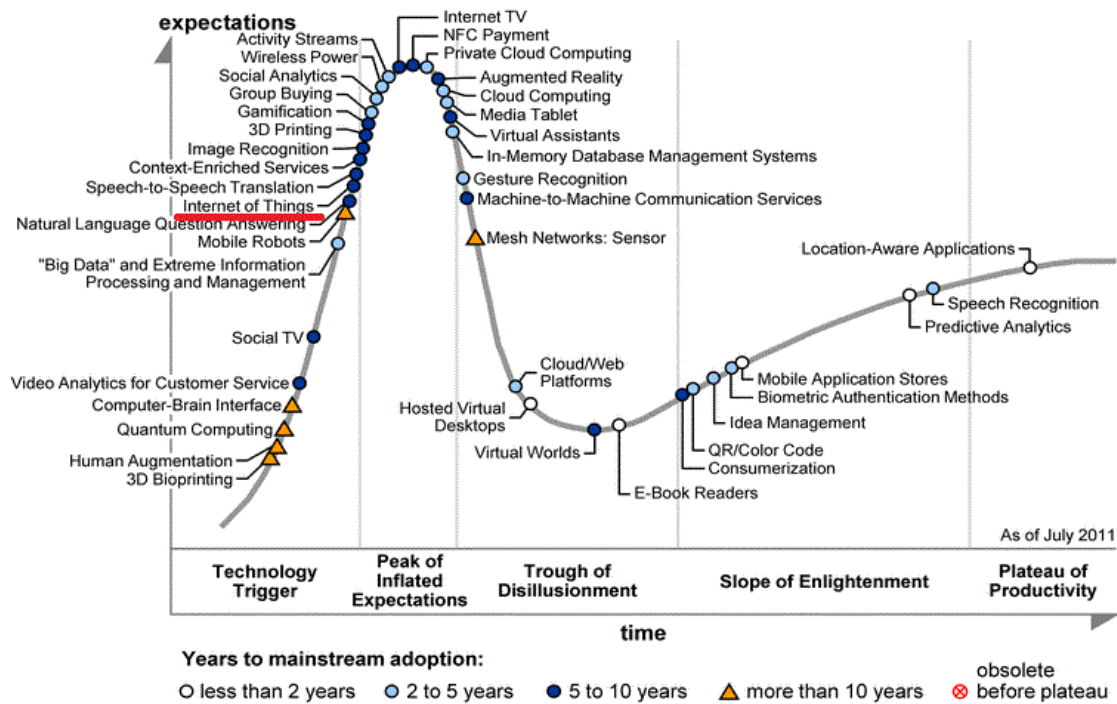 expectations
Activity Streams
Wireless Power
Social Analytics
Group Buying
Gamification
3D Printing
Image Recognition
Context-Enriched Services
Speech-to-Speech Translation
Internet of Things
Natural Language Question Answering
Mobile Robots
"Big Data" and Extreme Information
Processing and Management
Social TV
Video Analytics for Customer Service
Computer-Brain Interface
Quantum Computing
Human Augmentation
3D Bioprinting
Internet TV
NFC Payment
Private Cloud Computing
Augmented Reality
Cloud Computing
Media Tablet
Virtual Assistants
In-Memory Database Management Systems
Gesture Recognition
Machine-to-Machine Communication Services
Mesh Networks: Sensor
Cloud/Web
Platforms
Hosted Virtual
Desktops
Virtual Worlds
E-Book Readers
Consumerization
QR/Color Code
Idea Management
Biometric Authentication Methods
Mobile Application Stores
Predictive Analytics
Speech Recognition
Location-Aware Applications
As of July 2011
Technology
Trigger
Peak of
Inflated
Expectations
Trough of
Disillusionment
Slope of Enlightenment
Plateau of
Productivity
time
Years to mainstream adoption:
less than 2 years
2 to 5 years
5 to 10 years
more than 10 years
obsolete
before plateau